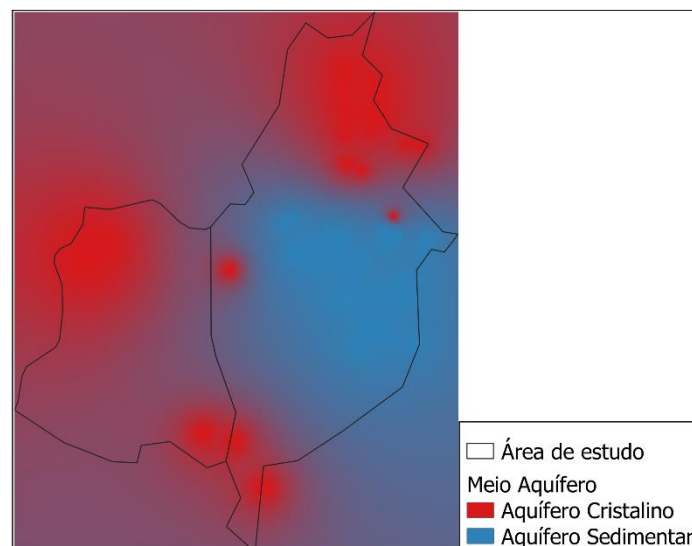 Área de estudo
Meio Aquífero
Aquífero Cristalino
Aquífero Sedimentar